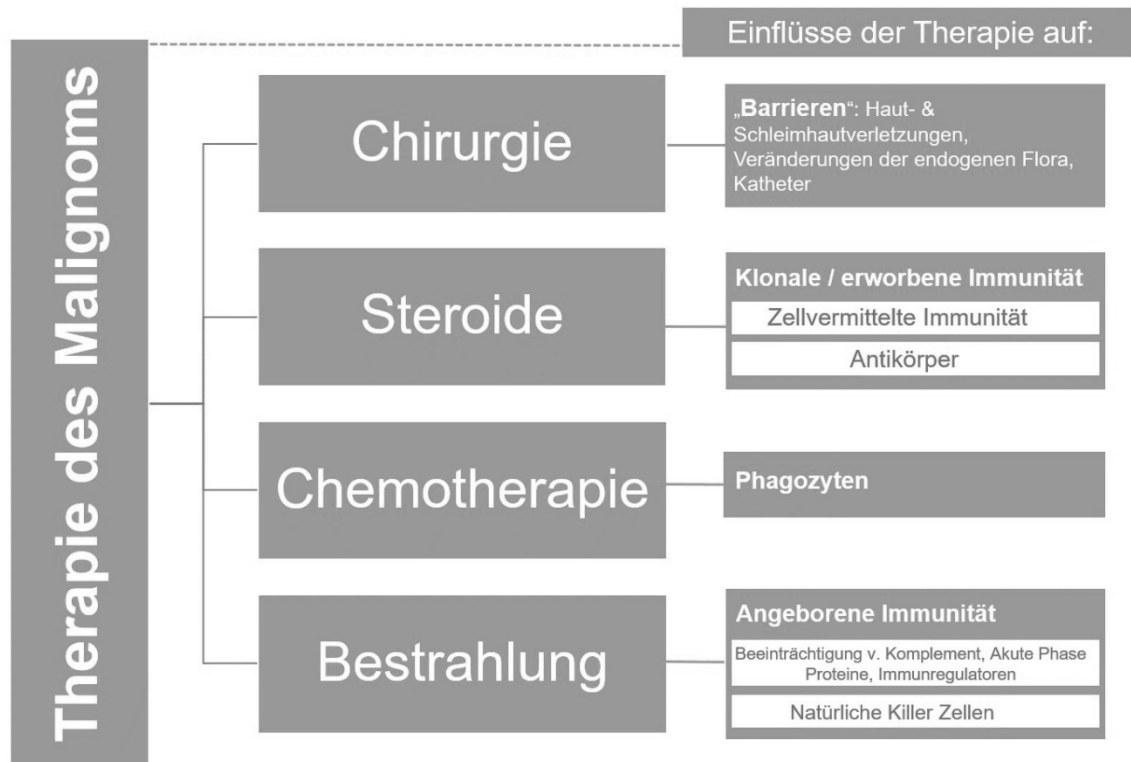 Einflüsse der Therapie auf:
Therapie des Malignoms
Chirurgie
„Barrieren“: Haut- &
Schleimhautverletzungen,
Veränderungen der endogenen Flora,
Katheter
Steroide
Klonale / erworbene Immunität
Zellvermittelte Immunität
Antikörper
Chemotherapie
Phagozyten
Bestrahlung
Angeborene Immunität
Beeinträchtigung v. Komplement, Akute Phase
Proteine, Immunregulatoren
Natürliche Killer Zellen